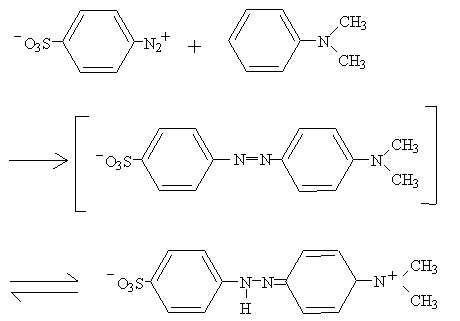 CH₃
⁻O₃S N₂⁺ + N
CH₃
CH₃
⁻O₃S N=N N
CH₃
CH₃
⁻O₃S N-N N⁺
H CH₃